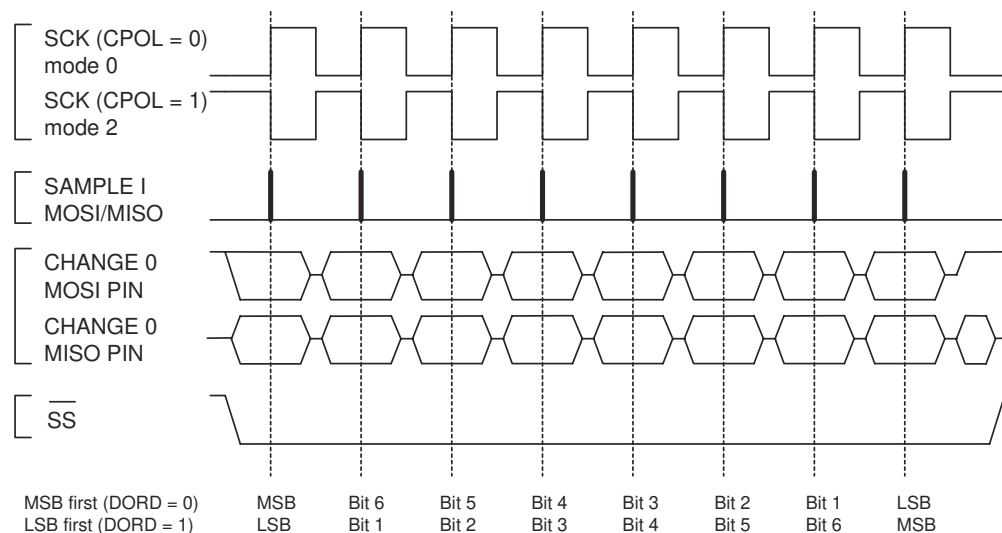 SCK (CPOL = 0)
mode 0
SCK (CPOL = 1)
mode 2
SAMPLE I
MOSI/MISO
CHANGE 0
MOSI PIN
CHANGE 0
MISO PIN
SS
MSB first (DORD = 0) MSB Bit 6 Bit 5 Bit 4 Bit 3 Bit 2 Bit 1 LSB
LSB first (DORD = 1) LSB Bit 1 Bit 2 Bit 3 Bit 4 Bit 5 Bit 6 MSB